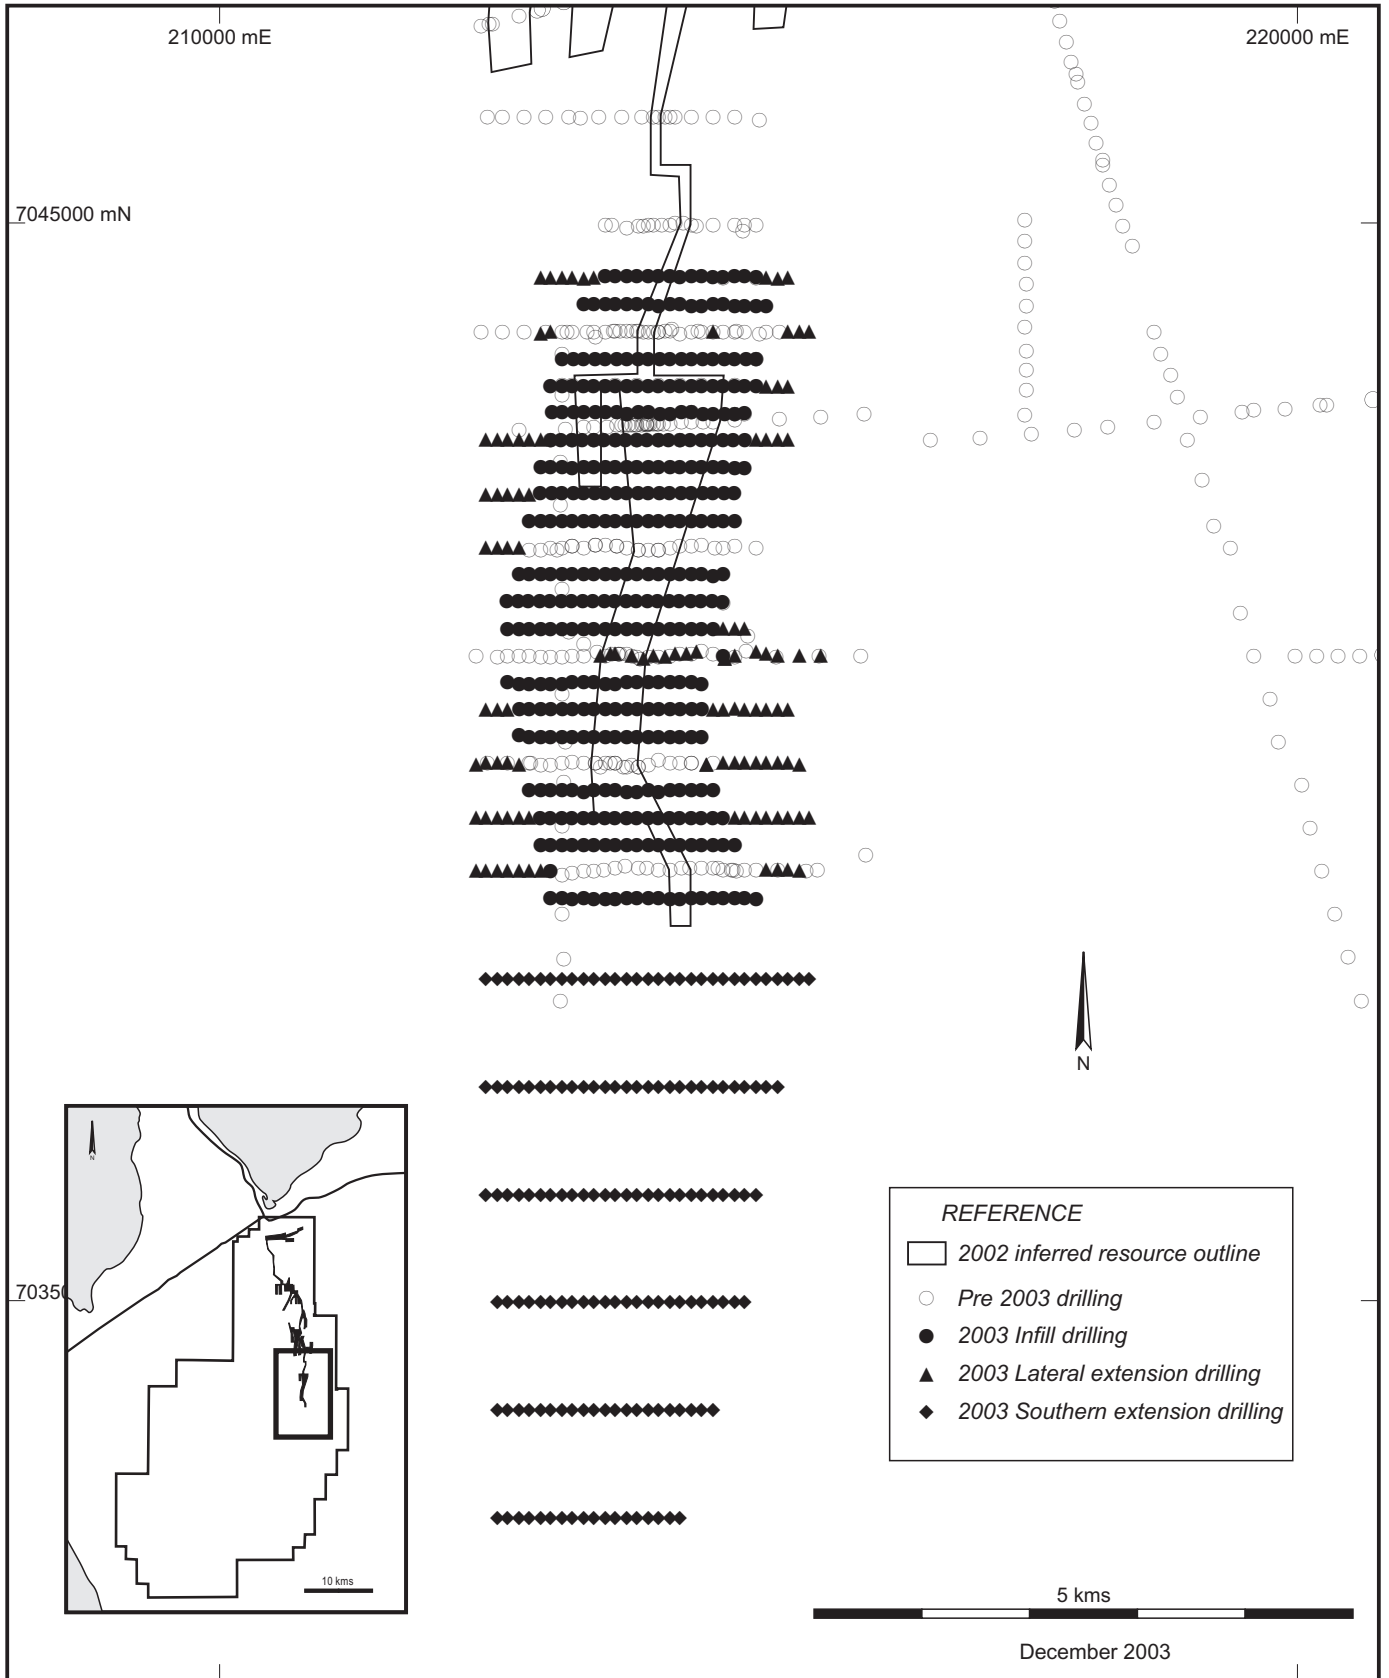 210000 mE
220000 mE
7045000 mN
70350
N
N
REFERENCE
2002 inferred resource outline
Pre 2003 drilling
2003 Infill drilling
2003 Lateral extension drilling
2003 Southern extension drilling
10 kms
5 kms
December 2003